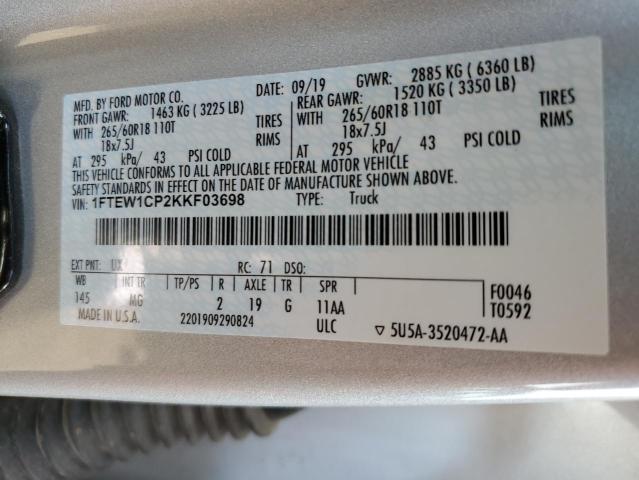 MFD. BY FORD MOTOR CO.
DATE: 09/19 GVWR: 2885 KG ( 6360 LB)
FRONT GAWR: 1463 KG ( 3225 LB) REAR GAWR: 1520 KG ( 3350 LB)
WITH 265/60R18 110T TIRES WITH 265/60R18 110T TIRES
18x7.5J RIMS 18x7.5J RIMS
AT 295 kPa/ 43 PSI COLD AT 295 kPa/ 43 PSI COLD
THIS VEHICLE CONFORMS TO ALL APPLICABLE FEDERAL MOTOR VEHICLE
SAFETY AND THEFT PREVENTION STANDARDS IN EFFECT ON THE DATE OF MANUFACTURE SHOWN ABOVE.
VIN: 1FTEW1CP2KKF03698 TYPE: Truck
EXT PNT: UX RC: 71 DSO:
WB INT TR TP/PS R AXLE TR SPR
145 MG 2 19 G 11AA
ULC
F0046
T0592
MADE IN U.S.A. 2201909290824
▽ 5U5A-3520472-AA